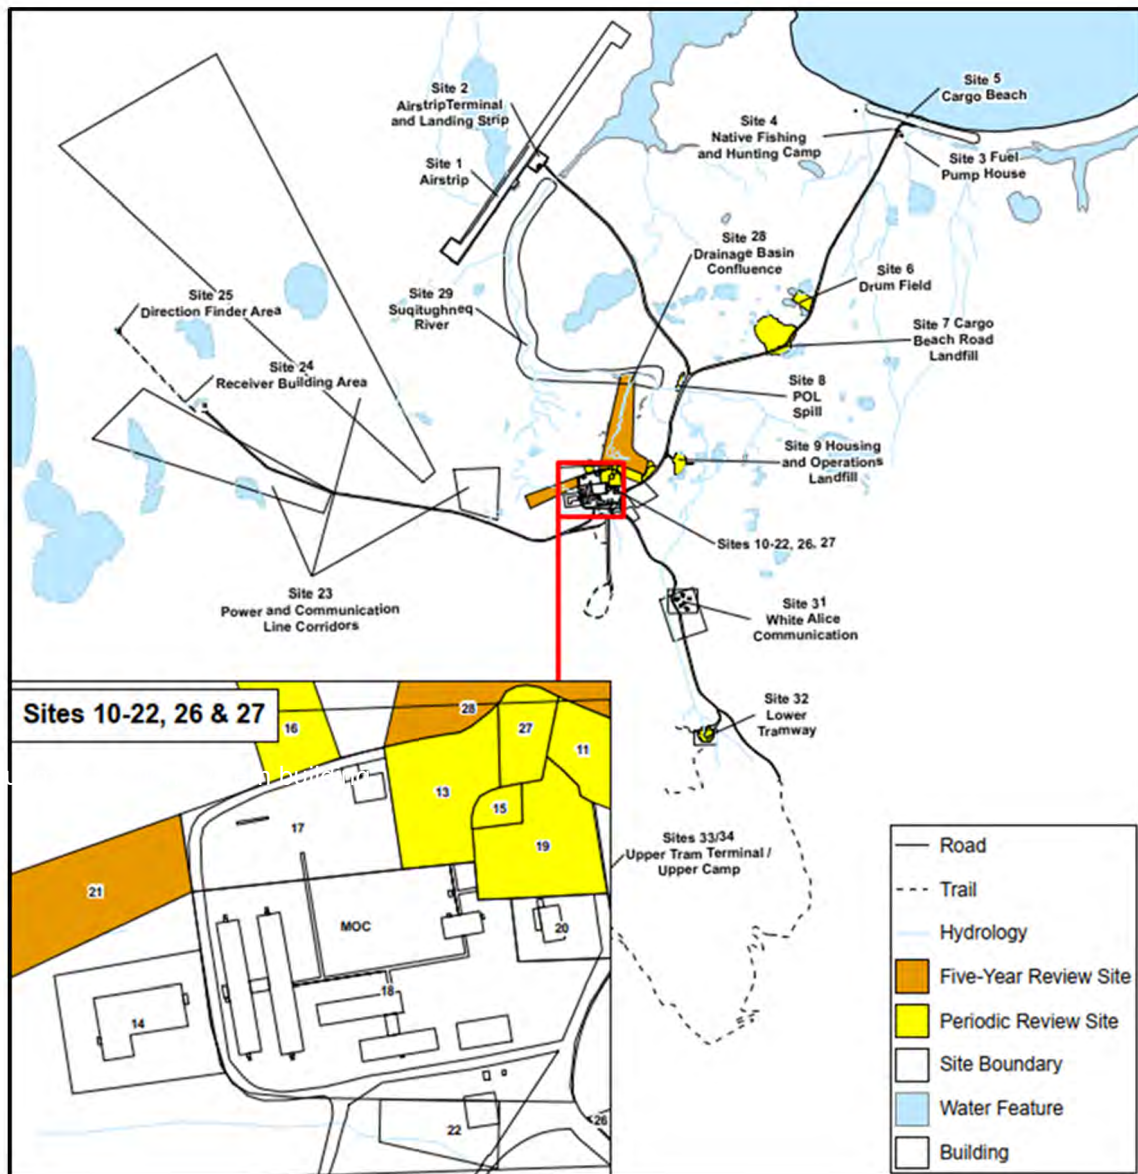 Site 2
Airstrip Terminal
and Landing Strip
Site 1
Airstrip
Site 5
Cargo Beach
Site 4
Native Fishing
and Hunting Camp
Site 3 Fuel
Pump House
Site 28
Drainage Basin
Confluence
Site 6
Drum Field
Site 25
Direction Finder Area
Site 29
Suqitughneq
River
Site 7 Cargo
Beach Road
Landfill
Site 24
Receiver Building Area
Site 8
POL
Spill
Site 9 Housing
and Operations
Landfill
Sites 10-22, 26, 27
Site 23
Power and Communication
Line Corridors
Site 31
White Alice
Communication
Site 32
Lower
Tramway
Sites 33/34
Upper Tram Terminal /
Upper Camp
Sites 10-22, 26 & 27
16
28
27
11
13
15
17
19
21
MOC
20
18
14
22
26
Road
Trail
Hydrology
Five-Year Review Site
Periodic Review Site
Site Boundary
Water Feature
Building